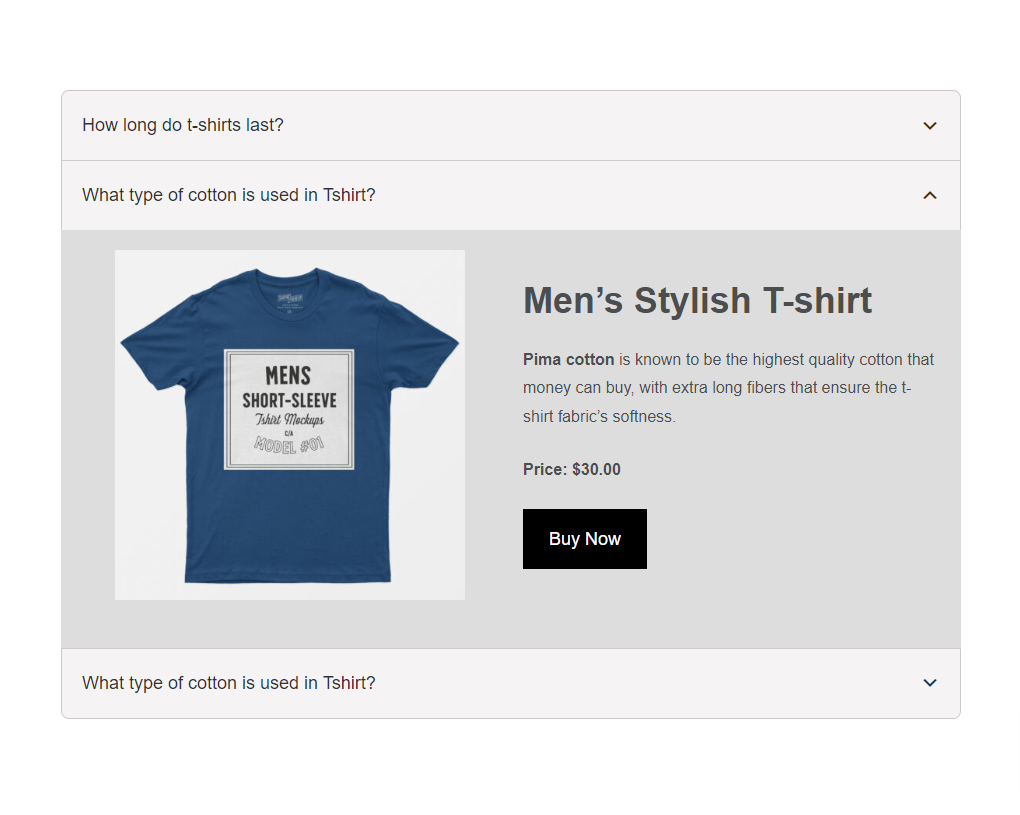 How long do t-shirts last?
What type of cotton is used in Tshirt?
MENS
SHORT-SLEEVE
Tshirt Mockups
C/A
MODEL #01
Men’s Stylish T-shirt
Pima cotton is known to be the highest quality cotton that
money can buy, with extra long fibers that ensure the t-
shirt fabric’s softness.
Price: $30.00
Buy Now
What type of cotton is used in Tshirt?